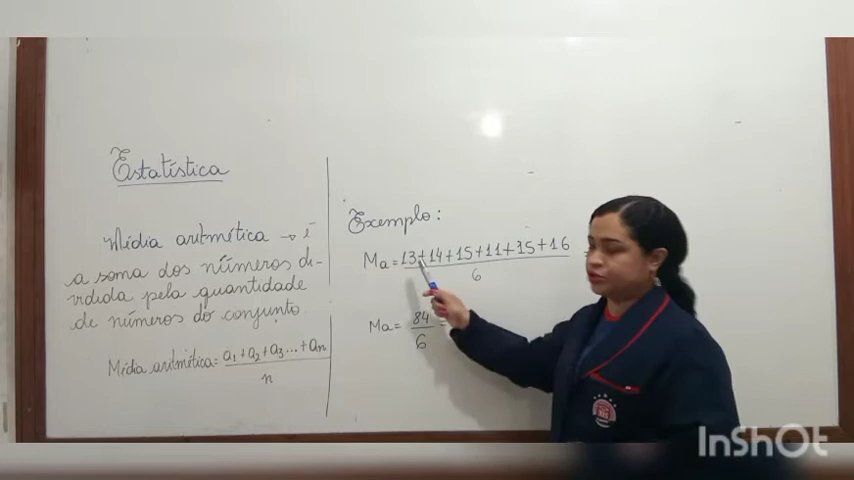 Estatística
Média aritmética → é
a soma dos números di-
vidida pela quantidade
de números do conjunto.
Média aritmética = a1 + a2 + a3 ... + an
n
Exemplo:
Ma = 13 + 14 + 15 + 11 + 15 + 16
6
Ma = 84 =
6
InShot